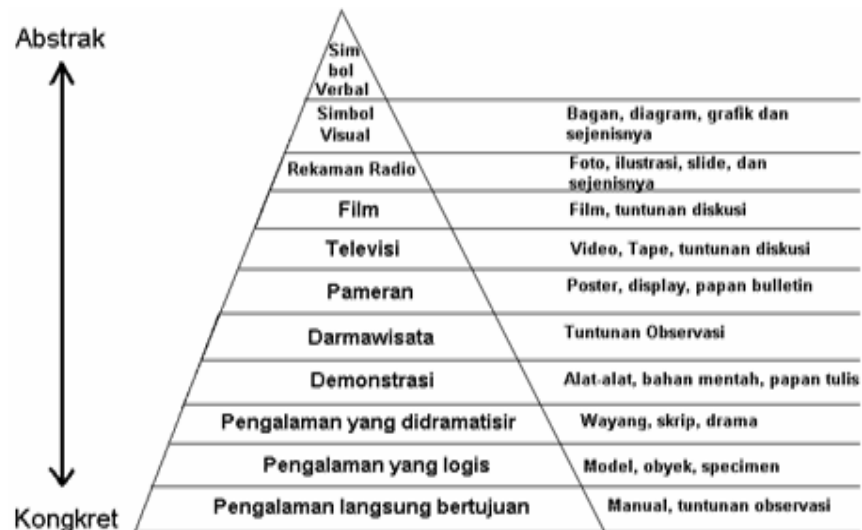 Abstrak
Sim
bol
Verbal
Simbol
Visual
Bagan, diagram, grafik dan
sejenisnya
Rekaman Radio
Foto, ilustrasi, slide, dan
sejenisnya
Film
Film, tuntunan diskusi
Televisi
Video, Tape, tuntunan diskusi
Pameran
Poster, display, papan bulletin
Darmawisata
Tuntunan Observasi
Demonstrasi
Alat-alat, bahan mentah, papan tulis
Pengalaman yang didramatisir
Wayang, skrip, drama
Pengalaman yang logis
Model, obyek, specimen
Pengalaman langsung bertujuan
Manual, tuntunan observasi
Kongkret